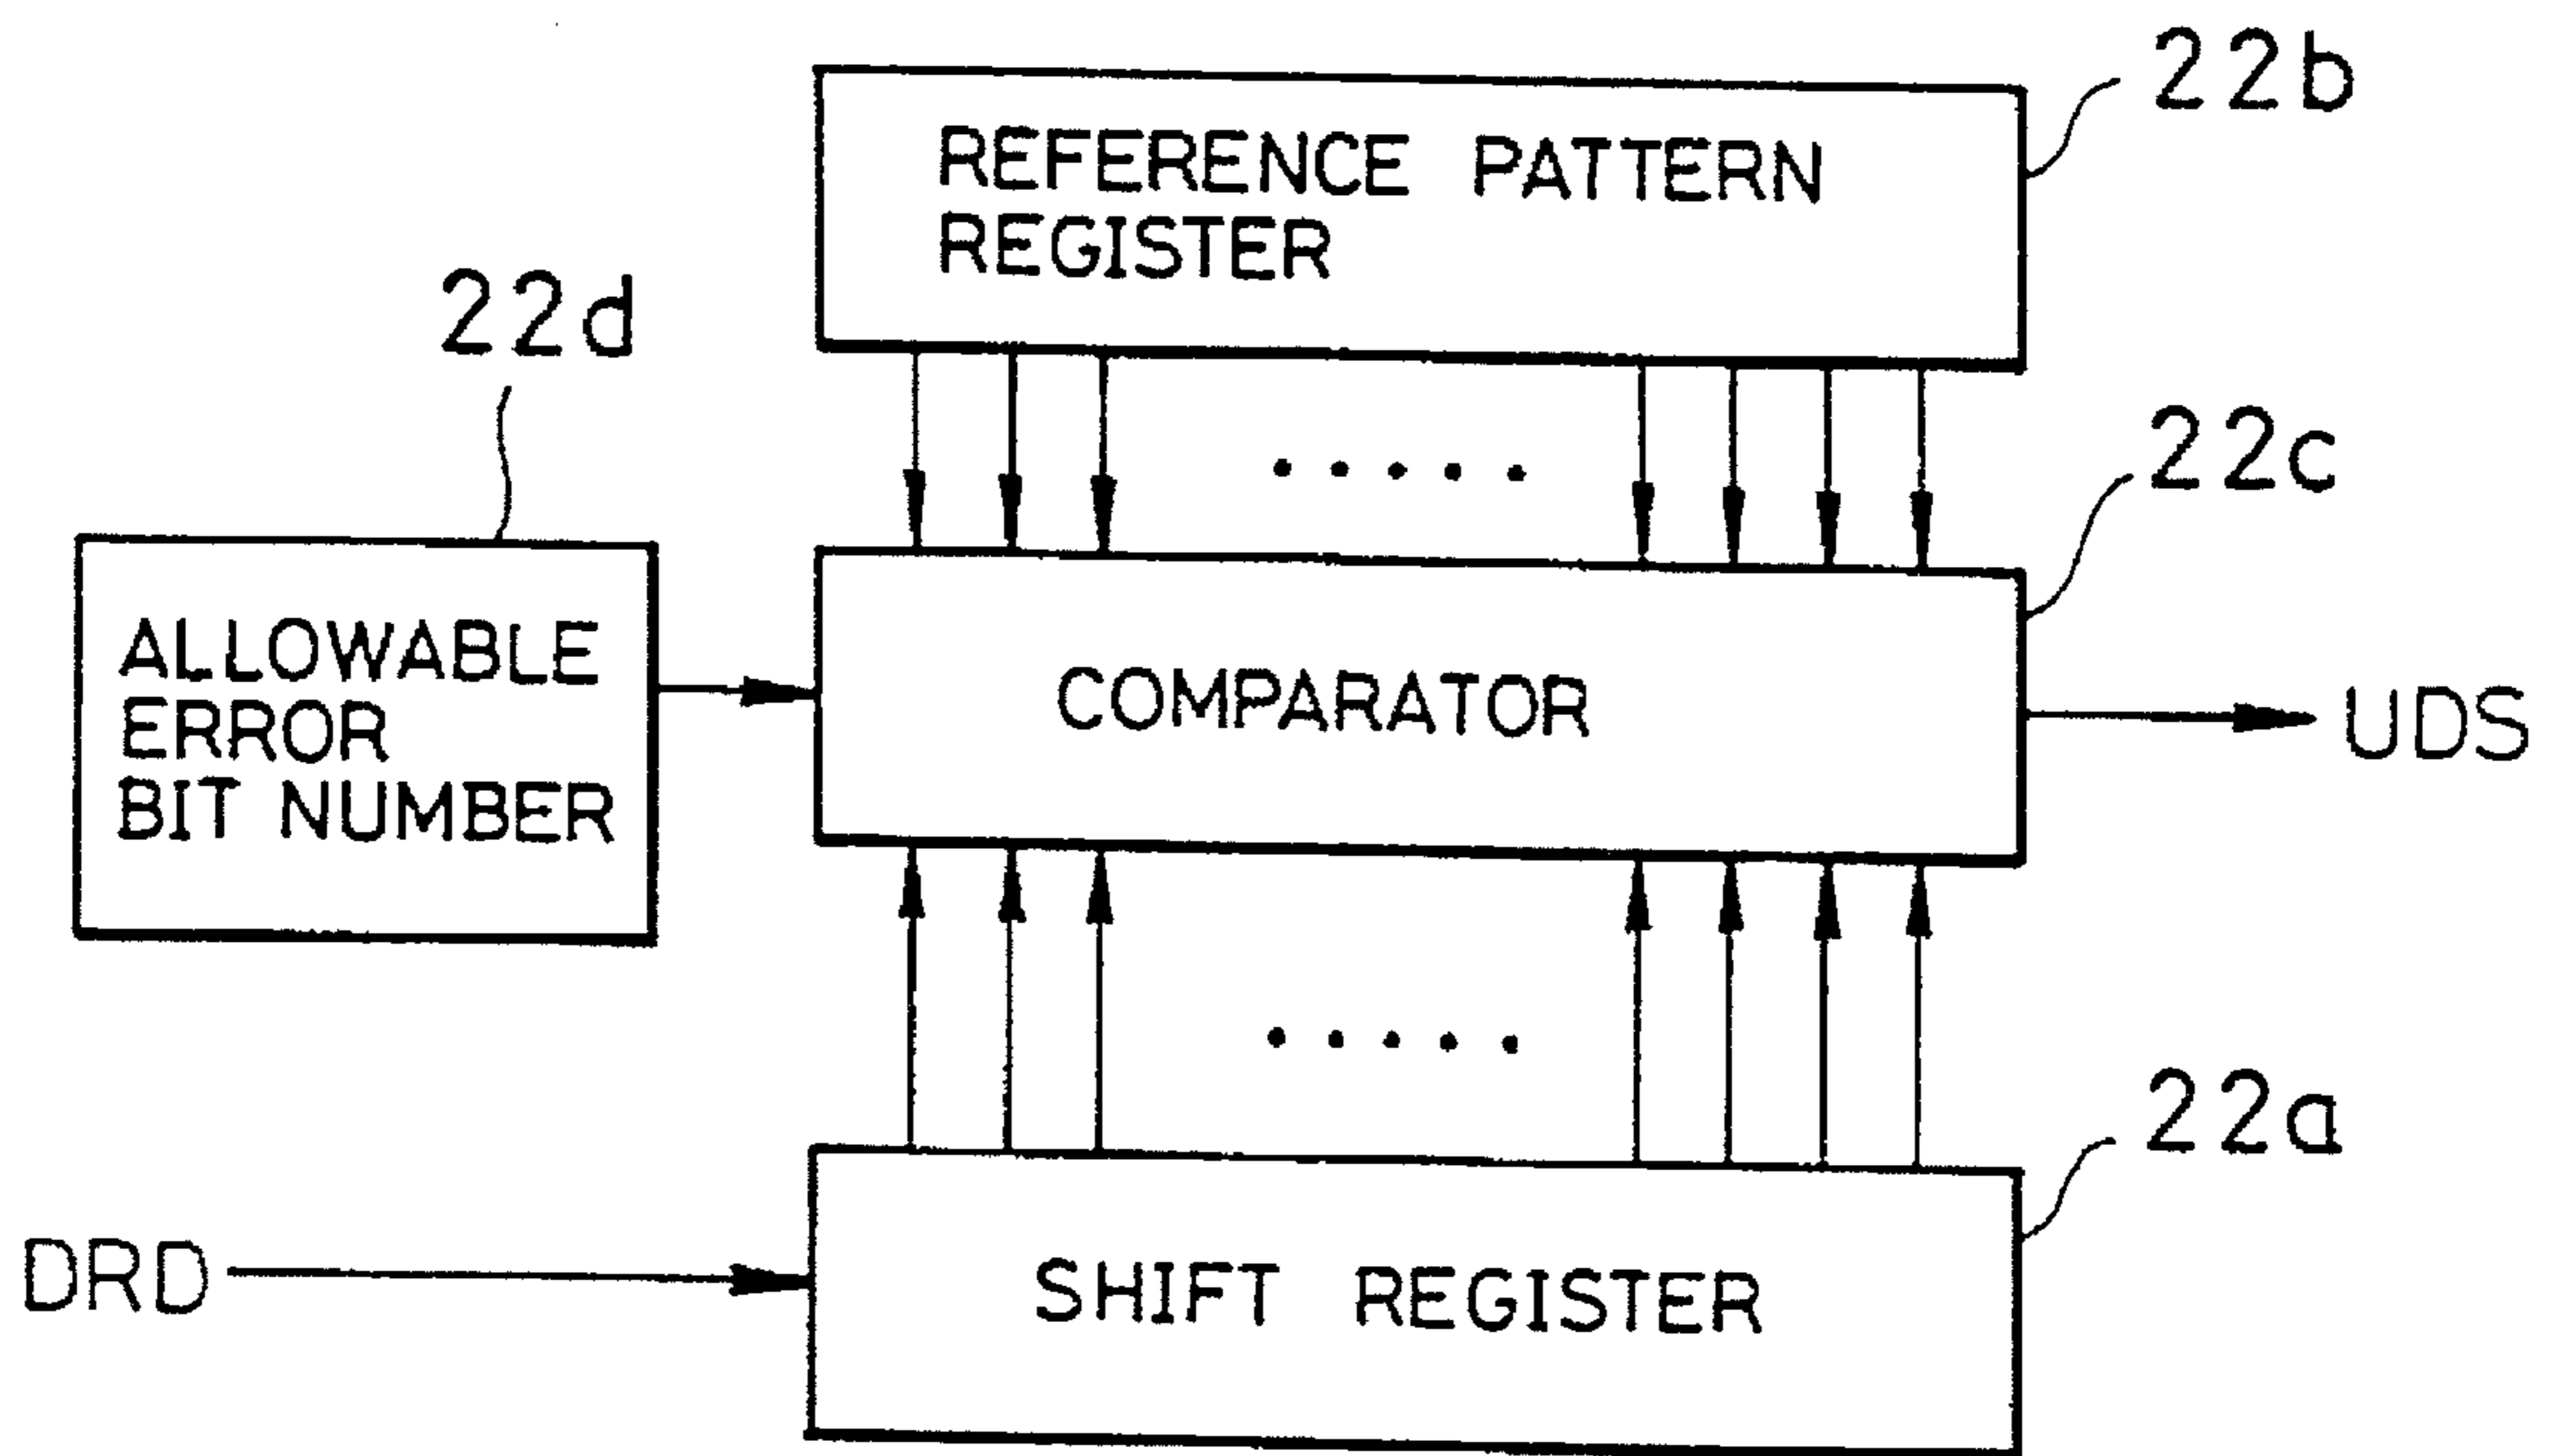 22b
REFERENCE PATTERN
REGISTER
22d
22c
ALLOWABLE
ERROR
BIT NUMBER
COMPARATOR
UDS
22a
DRD
SHIFT REGISTER